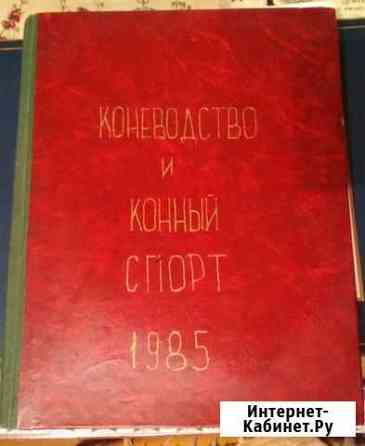 КОНЕВОДСТВО
И
КОННЫЙ
СПОРТ
1985
Интернет-
Кабинет.Ру